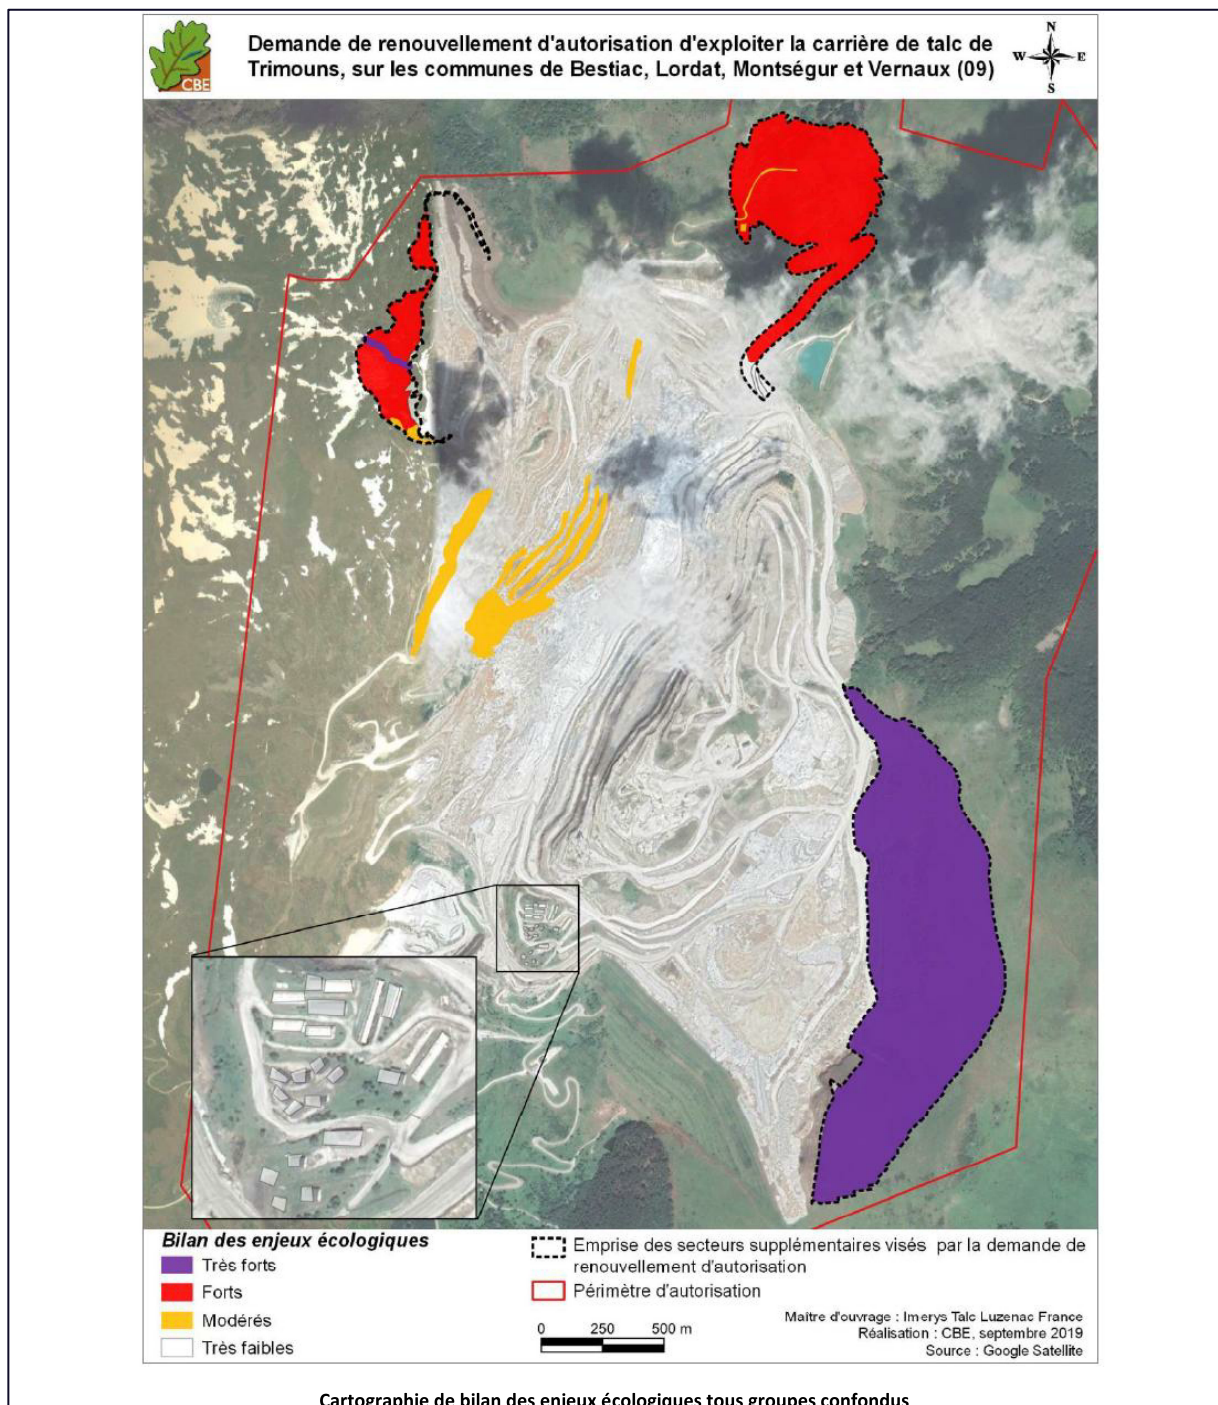 CBE
Demande de renouvellement d'autorisation d'exploiter la carrière de talc de
Trimouns, sur les communes de Bestiac, Lordat, Montségur et Vernaux (09)
N
W E
S
Bilan des enjeux écologiques
Très forts
Forts
Modérés
Très faibles
Emprise des secteurs supplémentaires visés par la demande de
renouvellement d'autorisation
Périmètre d'autorisation
0 250 500 m
Maitre d'ouvrage : Imerys Talc Luzenac France
Réalisation : CBE, septembre 2019
Source : Google Satellite
Cartographie de bilan des enjeux écologiques tous groupes confondus